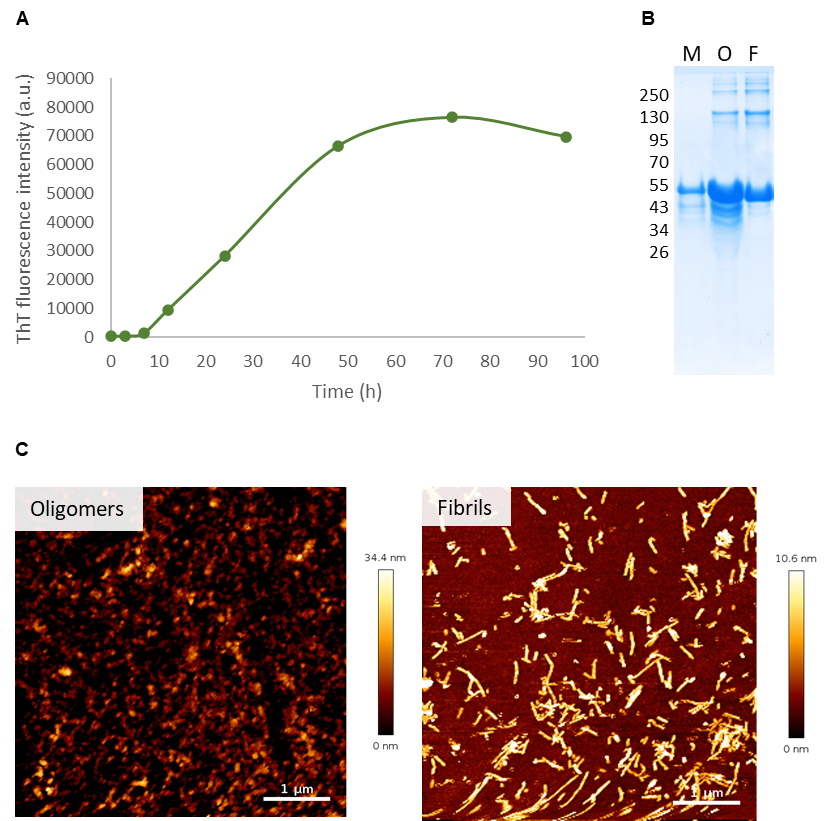 A
ThT fluorescence intensity (a.u.)
90000
80000
70000
60000
50000
40000
30000
20000
10000
0
0 10 20 30 40 50 60 70 80 90 100
Time (h)
B
M O F
250
130
95
70
55
43
34
26
C
Oligomers
34.4 nm
0 nm
1 µm
Fibrils
10.6 nm
0 nm
1 µm